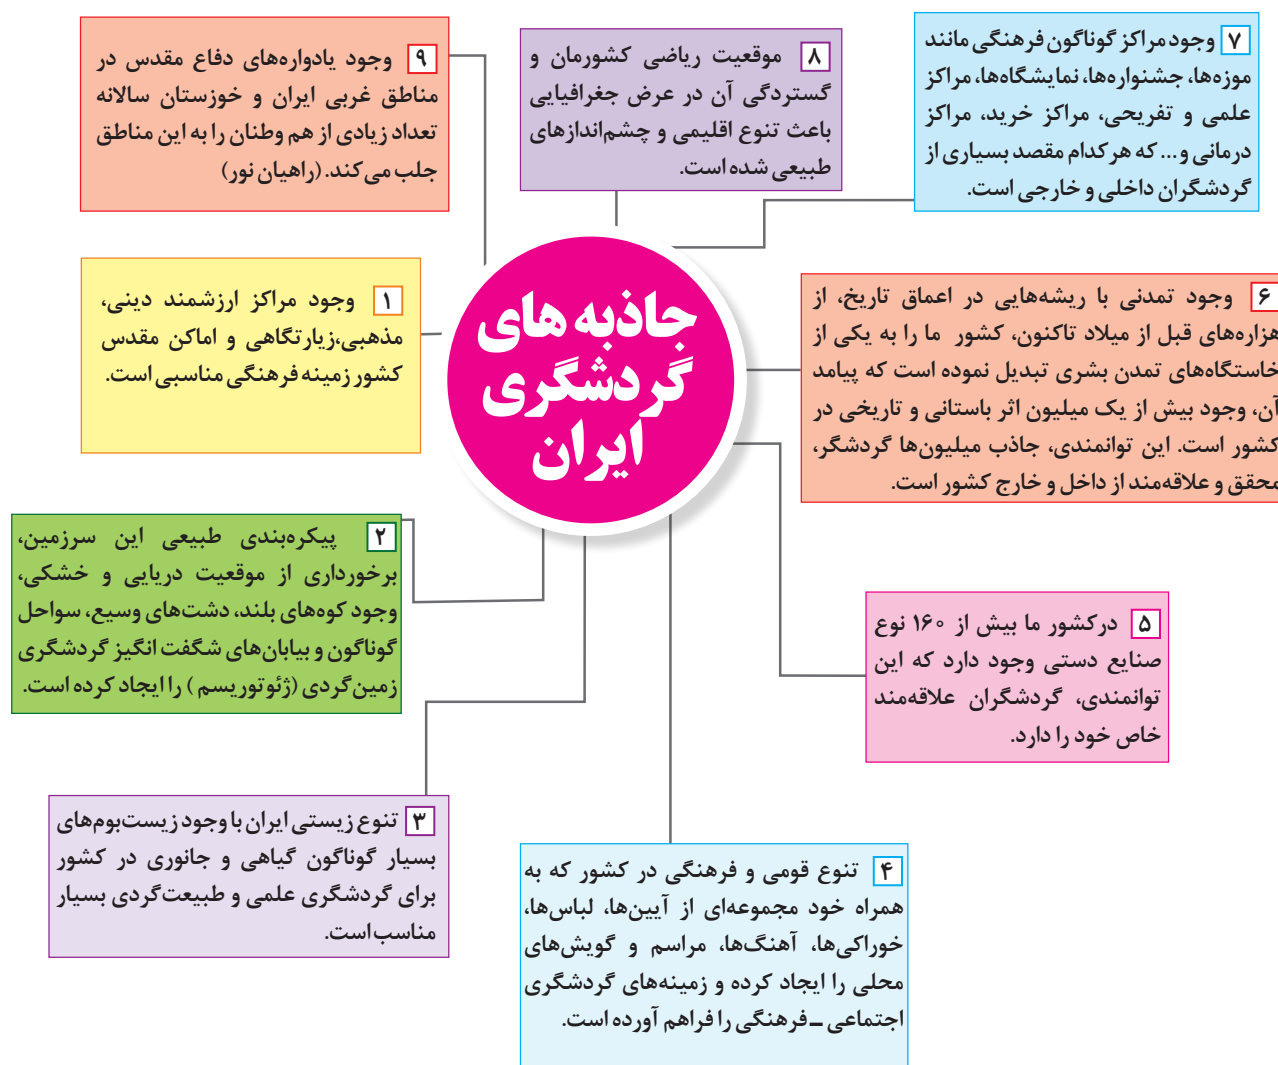 جاذبه های
گردشگری
ایران
۱ وجود مراکز ارزشمند دینی،
مذهبی،زیارتگاهی و اماکن مقدس
کشور زمینه فرهنگی مناسبی است.
۲ پیکره‌بندی طبیعی این سرزمین،
برخورداری از موقعیت دریایی و خشکی،
وجود کوه‌های بلند، دشت‌های وسیع، سواحل
گوناگون و بیابان‌های شگفت انگیز گردشگری
زمین‌گردی (ژئوتوریسم ) را ایجاد کرده است.
۳ تنوع زیستی ایران با وجود زیست‌بوم‌های
بسیار گوناگون گیاهی و جانوری در کشور
برای گردشگری علمی و طبیعت‌گردی بسیار
مناسب‌است.
۴ تنوع قومی و فرهنگی در کشور که به
همراه خود مجموعه‌ای از آیین‌ها، لباس‌ها،
خوراکی‌ها، آهنگ‌ها، مراسم و گویش‌های
محلی را ایجاد کرده و زمینه‌های گردشگری
اجتماعی ــ فرهنگی را فراهم آورده است.
۵ درکشور ما بیش از ۱۶۰ نوع
صنایع دستی وجود دارد که این
توانمندی، گردشگران علاقه‌مند
خاص خود را دارد.
۶ وجود تمدنی با ریشه‌هایی در اعماق تاریخ، از
هزاره‌های قبل از میلاد تاکنون، کشور ما را به یکی از
خاستگاه‌های تمدن بشری تبدیل نموده است که پیامد
آن، وجود بیش از یک میلیون اثر باستانی و تاریخی در
کشور است. این توانمندی، جاذب میلیون‌ها گردشگر،
محقق و علاقه‌مند از داخل و خارج کشور است.
۷ وجود مراکز گوناگون فرهنگی مانند
موزه‌ها، جشنواره‌ها، نمایشگاه‌ها، مراکز
علمی و تفریحی، مراکز خرید، مراکز
درمانی و... که هرکدام مقصد بسیاری از
گردشگران داخلی و خارجی است.
۸ موقعیت ریاضی کشورمان و
گستردگی آن در عرض جغرافیایی
باعث تنوع اقلیمی و چشم‌اندازهای
طبیعی شده است.
۹ وجود یادواره‌های دفاع مقدس در
مناطق غربی ایران و خوزستان سالانه
تعداد زیادی از هم وطنان را به این مناطق
جلب می‌کند. (راهیان نور)